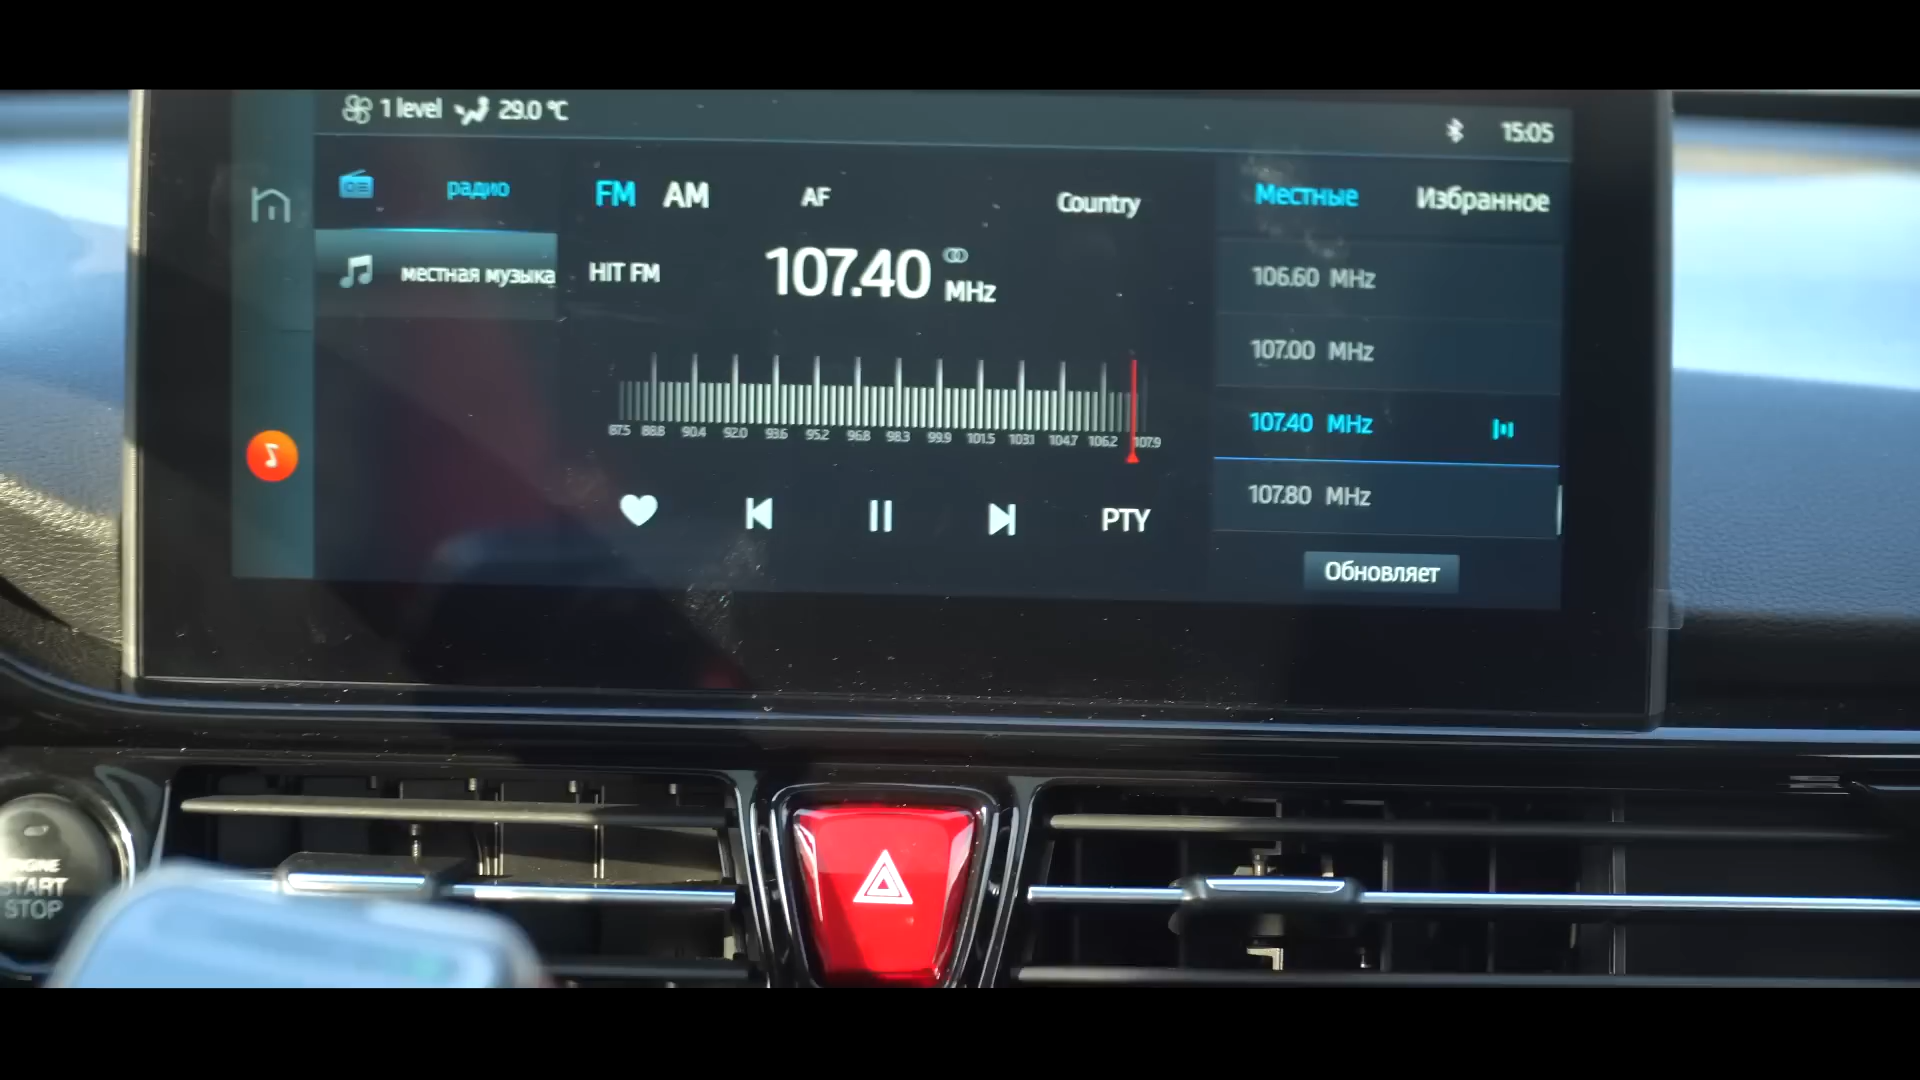 1 level 29.0 °C
15:05
радио
местная музыка
FM AM AF Country
HIT FM 107.40 MHz
87.5 88.8 90.4 92.0 93.6 95.2 96.8 98.3 99.9 101.5 103.1 104.7 106.2 107.9
PTY
Местные Избранное
106.60 MHz
107.00 MHz
107.40 MHz
107.80 MHz
Обновляет
ENGINE
START
STOP